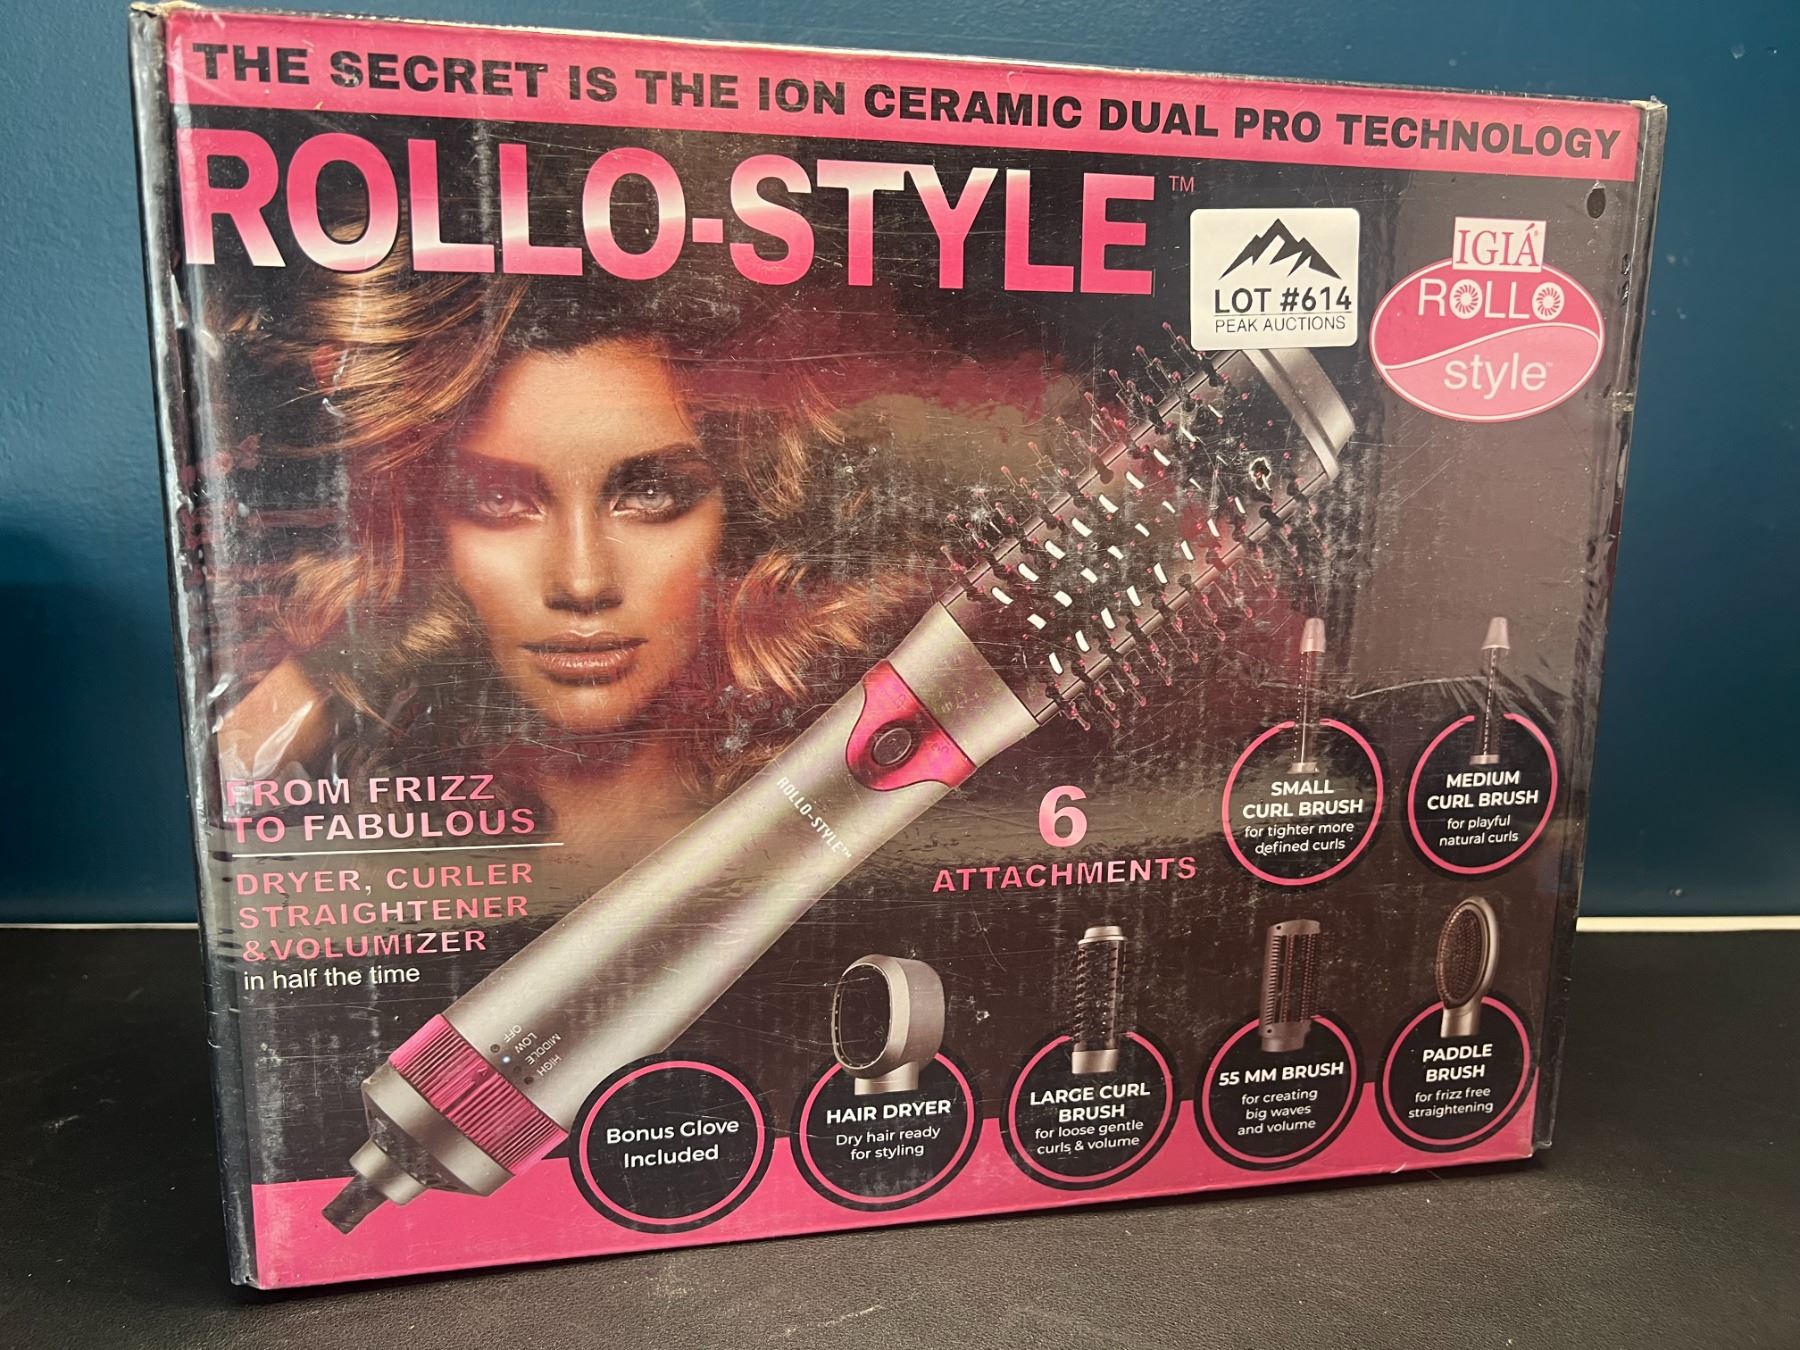 THE SECRET IS THE ION CERAMIC DUAL PRO TECHNOLOGY
ROLLO-STYLE™
LOT #614
PEAK AUCTIONS
IGIÁ®
ROLLO
style™
FROM FRIZZ
TO FABULOUS
DRYER, CURLER
STRAIGHTENER
&VOLUMIZER
in half the time
ROLLO-STYLE™
OFF
LOW
MIDDLE
HIGH
6
ATTACHMENTS
SMALL
CURL BRUSH
for tighter more
defined curls
MEDIUM
CURL BRUSH
for playful
natural curls
Bonus Glove
Included
HAIR DRYER
Dry hair ready
for styling
LARGE CURL
BRUSH
for loose gentle
curls & volume
55 MM BRUSH
for creating
big waves
and volume
PADDLE
BRUSH
for frizz free
straightening